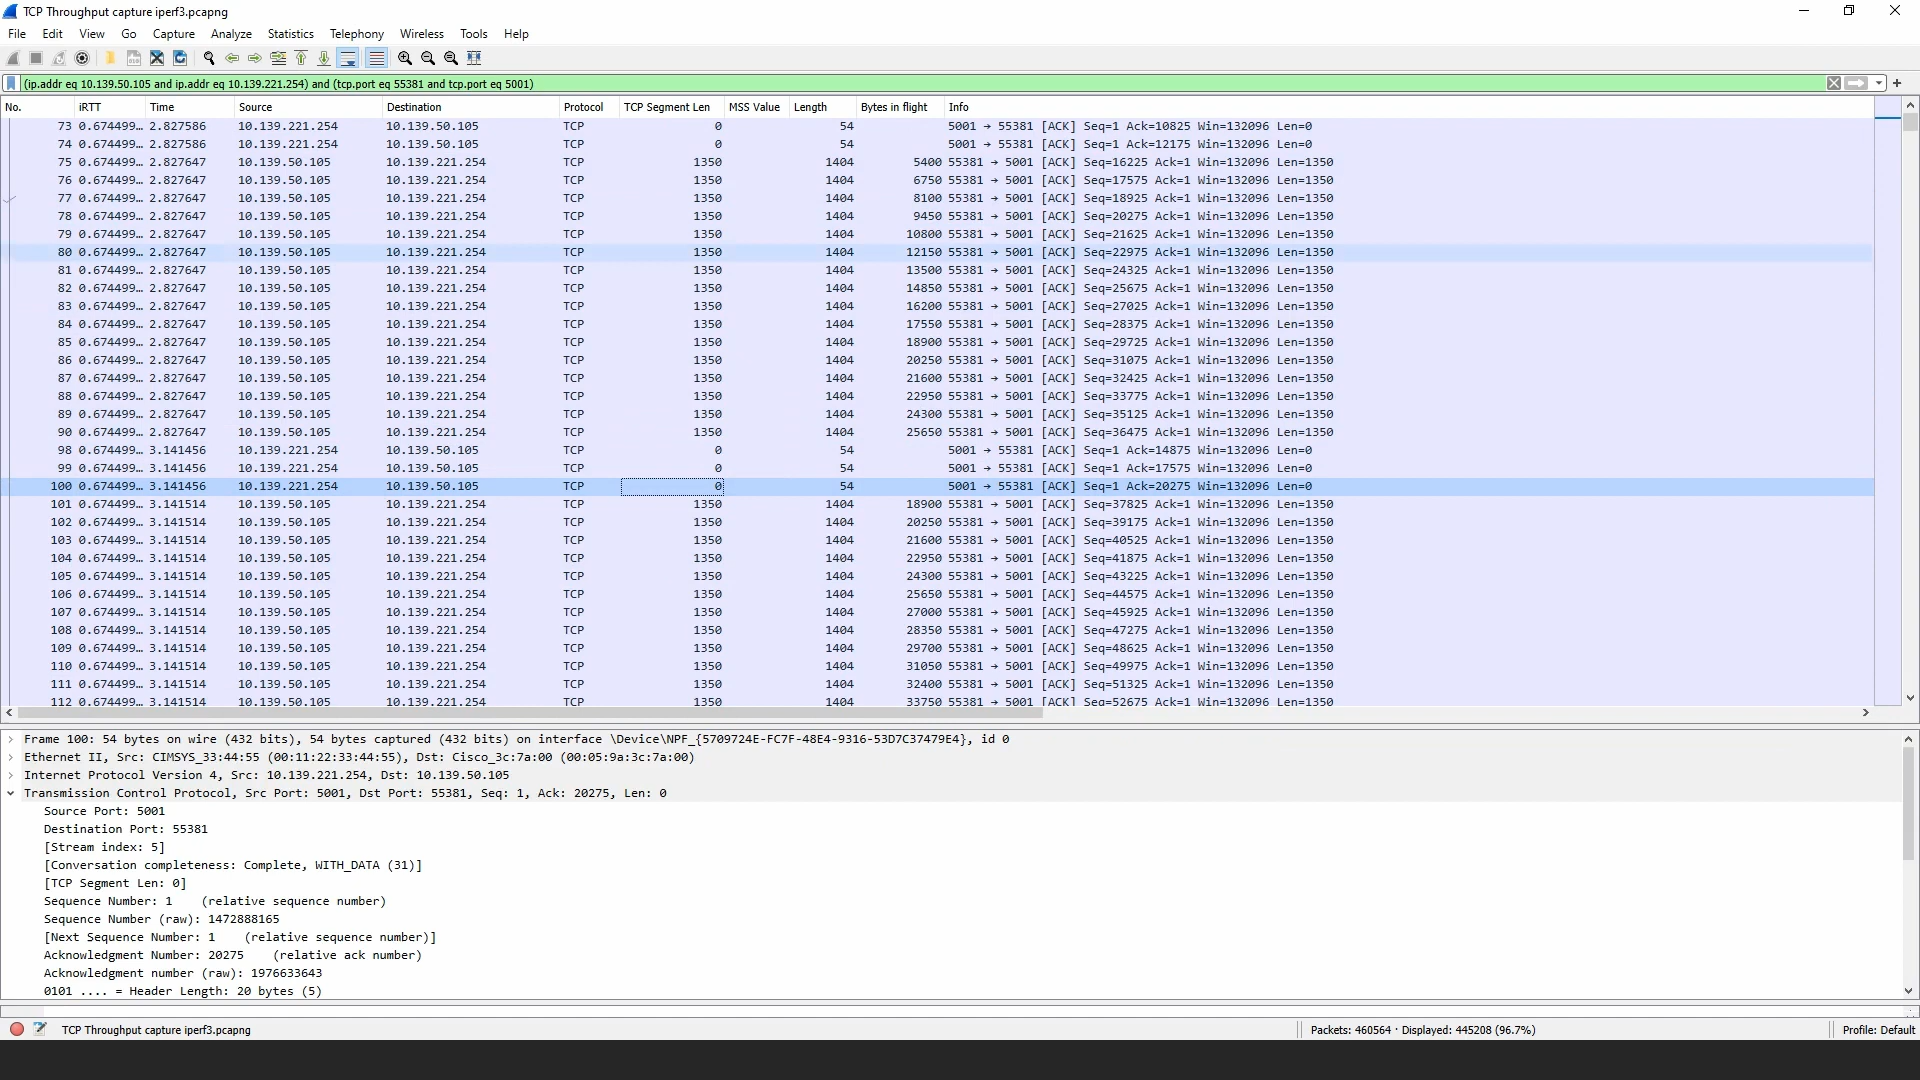 TCP Throughput capture iperf3.pcapng
File Edit View Go Capture Analyze Statistics Telephony Wireless Tools Help
(ip.addr eq 10.139.50.105 and ip.addr eq 10.139.221.254) and (tcp.port eq 55381 and tcp.port eq 5001)
No. iRTT Time Source Destination Protocol TCP Segment Len MSS Value Length Bytes in flight Info
73 0.674499… 2.827586 10.139.221.254 10.139.50.105 TCP 0 54 5001 → 55381 [ACK] Seq=1 Ack=10825 Win=132096 Len=0
74 0.674499… 2.827586 10.139.221.254 10.139.50.105 TCP 0 54 5001 → 55381 [ACK] Seq=1 Ack=12175 Win=132096 Len=0
75 0.674499… 2.827647 10.139.50.105 10.139.221.254 TCP 1350 1404 5400 55381 → 5001 [ACK] Seq=16225 Ack=1 Win=132096 Len=1350
76 0.674499… 2.827647 10.139.50.105 10.139.221.254 TCP 1350 1404 6750 55381 → 5001 [ACK] Seq=17575 Ack=1 Win=132096 Len=1350
77 0.674499… 2.827647 10.139.50.105 10.139.221.254 TCP 1350 1404 8100 55381 → 5001 [ACK] Seq=18925 Ack=1 Win=132096 Len=1350
78 0.674499… 2.827647 10.139.50.105 10.139.221.254 TCP 1350 1404 9450 55381 → 5001 [ACK] Seq=20275 Ack=1 Win=132096 Len=1350
79 0.674499… 2.827647 10.139.50.105 10.139.221.254 TCP 1350 1404 10800 55381 → 5001 [ACK] Seq=21625 Ack=1 Win=132096 Len=1350
80 0.674499… 2.827647 10.139.50.105 10.139.221.254 TCP 1350 1404 12150 55381 → 5001 [ACK] Seq=22975 Ack=1 Win=132096 Len=1350
81 0.674499… 2.827647 10.139.50.105 10.139.221.254 TCP 1350 1404 13500 55381 → 5001 [ACK] Seq=24325 Ack=1 Win=132096 Len=1350
82 0.674499… 2.827647 10.139.50.105 10.139.221.254 TCP 1350 1404 14850 55381 → 5001 [ACK] Seq=25675 Ack=1 Win=132096 Len=1350
83 0.674499… 2.827647 10.139.50.105 10.139.221.254 TCP 1350 1404 16200 55381 → 5001 [ACK] Seq=27025 Ack=1 Win=132096 Len=1350
84 0.674499… 2.827647 10.139.50.105 10.139.221.254 TCP 1350 1404 17550 55381 → 5001 [ACK] Seq=28375 Ack=1 Win=132096 Len=1350
85 0.674499… 2.827647 10.139.50.105 10.139.221.254 TCP 1350 1404 18900 55381 → 5001 [ACK] Seq=29725 Ack=1 Win=132096 Len=1350
86 0.674499… 2.827647 10.139.50.105 10.139.221.254 TCP 1350 1404 20250 55381 → 5001 [ACK] Seq=31075 Ack=1 Win=132096 Len=1350
87 0.674499… 2.827647 10.139.50.105 10.139.221.254 TCP 1350 1404 21600 55381 → 5001 [ACK] Seq=32425 Ack=1 Win=132096 Len=1350
88 0.674499… 2.827647 10.139.50.105 10.139.221.254 TCP 1350 1404 22950 55381 → 5001 [ACK] Seq=33775 Ack=1 Win=132096 Len=1350
89 0.674499… 2.827647 10.139.50.105 10.139.221.254 TCP 1350 1404 24300 55381 → 5001 [ACK] Seq=35125 Ack=1 Win=132096 Len=1350
90 0.674499… 2.827647 10.139.50.105 10.139.221.254 TCP 1350 1404 25650 55381 → 5001 [ACK] Seq=36475 Ack=1 Win=132096 Len=1350
98 0.674499… 3.141456 10.139.221.254 10.139.50.105 TCP 0 54 5001 → 55381 [ACK] Seq=1 Ack=14875 Win=132096 Len=0
99 0.674499… 3.141456 10.139.221.254 10.139.50.105 TCP 0 54 5001 → 55381 [ACK] Seq=1 Ack=17575 Win=132096 Len=0
100 0.674499… 3.141456 10.139.221.254 10.139.50.105 TCP 0 54 5001 → 55381 [ACK] Seq=1 Ack=20275 Win=132096 Len=0
101 0.674499… 3.141514 10.139.50.105 10.139.221.254 TCP 1350 1404 18900 55381 → 5001 [ACK] Seq=37825 Ack=1 Win=132096 Len=1350
102 0.674499… 3.141514 10.139.50.105 10.139.221.254 TCP 1350 1404 20250 55381 → 5001 [ACK] Seq=39175 Ack=1 Win=132096 Len=1350
103 0.674499… 3.141514 10.139.50.105 10.139.221.254 TCP 1350 1404 21600 55381 → 5001 [ACK] Seq=40525 Ack=1 Win=132096 Len=1350
104 0.674499… 3.141514 10.139.50.105 10.139.221.254 TCP 1350 1404 22950 55381 → 5001 [ACK] Seq=41875 Ack=1 Win=132096 Len=1350
105 0.674499… 3.141514 10.139.50.105 10.139.221.254 TCP 1350 1404 24300 55381 → 5001 [ACK] Seq=43225 Ack=1 Win=132096 Len=1350
106 0.674499… 3.141514 10.139.50.105 10.139.221.254 TCP 1350 1404 25650 55381 → 5001 [ACK] Seq=44575 Ack=1 Win=132096 Len=1350
107 0.674499… 3.141514 10.139.50.105 10.139.221.254 TCP 1350 1404 27000 55381 → 5001 [ACK] Seq=45925 Ack=1 Win=132096 Len=1350
108 0.674499… 3.141514 10.139.50.105 10.139.221.254 TCP 1350 1404 28350 55381 → 5001 [ACK] Seq=47275 Ack=1 Win=132096 Len=1350
109 0.674499… 3.141514 10.139.50.105 10.139.221.254 TCP 1350 1404 29700 55381 → 5001 [ACK] Seq=48625 Ack=1 Win=132096 Len=1350
110 0.674499… 3.141514 10.139.50.105 10.139.221.254 TCP 1350 1404 31050 55381 → 5001 [ACK] Seq=49975 Ack=1 Win=132096 Len=1350
111 0.674499… 3.141514 10.139.50.105 10.139.221.254 TCP 1350 1404 32400 55381 → 5001 [ACK] Seq=51325 Ack=1 Win=132096 Len=1350
112 0.674499… 3.141514 10.139.50.105 10.139.221.254 TCP 1350 1404 33750 55381 → 5001 [ACK] Seq=52675 Ack=1 Win=132096 Len=1350
Frame 100: 54 bytes on wire (432 bits), 54 bytes captured (432 bits) on interface \Device\NPF_{5709724E-FC7F-48E4-9316-53D7C37479E4}, id 0
Ethernet II, Src: CIMSYS_33:44:55 (00:11:22:33:44:55), Dst: Cisco_3c:7a:00 (00:05:9a:3c:7a:00)
Internet Protocol Version 4, Src: 10.139.221.254, Dst: 10.139.50.105
Transmission Control Protocol, Src Port: 5001, Dst Port: 55381, Seq: 1, Ack: 20275, Len: 0
Source Port: 5001
Destination Port: 55381
[Stream index: 5]
[Conversation completeness: Complete, WITH_DATA (31)]
[TCP Segment Len: 0]
Sequence Number: 1 (relative sequence number)
Sequence Number (raw): 1472888165
[Next Sequence Number: 1 (relative sequence number)]
Acknowledgment Number: 20275 (relative ack number)
Acknowledgment number (raw): 1976633643
0101 .... = Header Length: 20 bytes (5)
TCP Throughput capture iperf3.pcapng Packets: 460564 · Displayed: 445208 (96.7%) Profile: Default